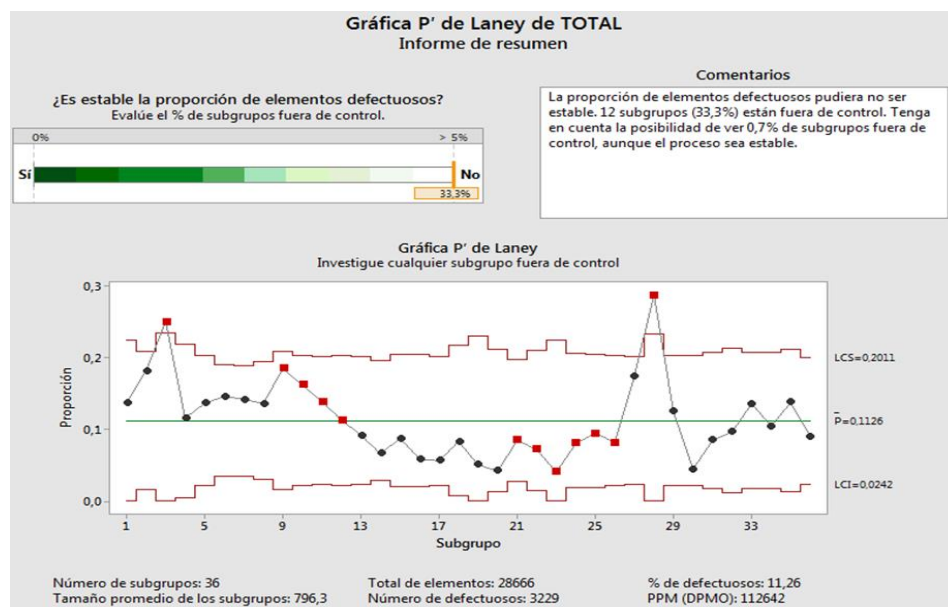 Gráfica P' de Laney de TOTAL
Informe de resumen
¿Es estable la proporción de elementos defectuosos?
Evalúe el % de subgrupos fuera de control.
0%
> 5%
Sí
No
33,3%
Comentarios
La proporción de elementos defectuosos pudiera no ser
estable. 12 subgrupos (33,3%) están fuera de control. Tenga
en cuenta la posibilidad de ver 0,7% de subgrupos fuera de
control, aunque el proceso sea estable.
Gráfica P' de Laney
Investigue cualquier subgrupo fuera de control
0,3
0,2
0,1
0,0
Proporción
LCS=0,2011
P̄=0,1126
LCI=0,0242
1 5 9 13 17 21 25 29 33
Subgrupo
Número de subgrupos: 36 Total de elementos: 28666 % de defectuosos: 11,26
Tamaño promedio de los subgrupos: 796,3 Número de defectuosos: 3229 PPM (DPMO): 112642